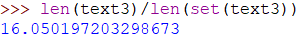 >>> len(text3)/len(set(text3))
16.050197203298673